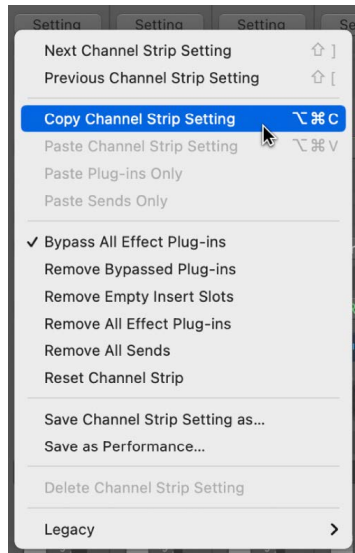 Setting Setting Setting Se
Next Channel Strip Setting ⇧ ]
Previous Channel Strip Setting ⇧ [
Copy Channel Strip Setting ⌥⌘C
Paste Channel Strip Setting ⌥⌘V
Paste Plug-ins Only
Paste Sends Only
✓ Bypass All Effect Plug-ins
Remove Bypassed Plug-ins
Remove Empty Insert Slots
Remove All Effect Plug-ins
Remove All Sends
Reset Channel Strip
Save Channel Strip Setting as...
Save as Performance...
Delete Channel Strip Setting
Legacy >